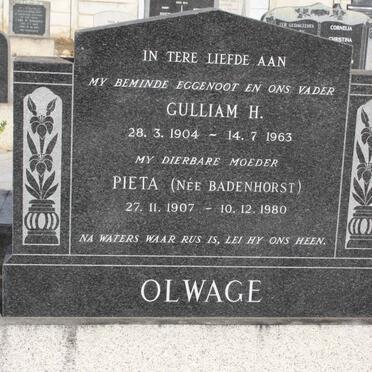 IN TERE LIEFDE AAN
MY BEMINDE EGGENOOT EN ONS VADER
GULLIAM H.
28. 3. 1904 ~ 14. 7. 1963
MY DIERBARE MOEDER
PIETA (NÉE BADENHORST)
27. 11. 1907 ~ 10. 12. 1980
NA WATERS WAAR RUS IS, LEI HY ONS HEEN.
OLWAGE
CORNELIA
CHRISTINA